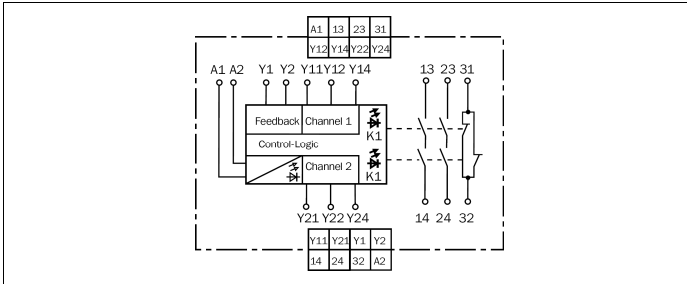 A1 13 23 31
Y12 Y14 Y22 Y24
A1 A2 Y1 Y2 Y11 Y12 Y14 13 23 31
Feedback Channel 1
K1
Control-Logic
Channel 2
K1
Y21 Y22 Y24 14 24 32
Y11 Y21 Y1 Y2
14 24 32 A2